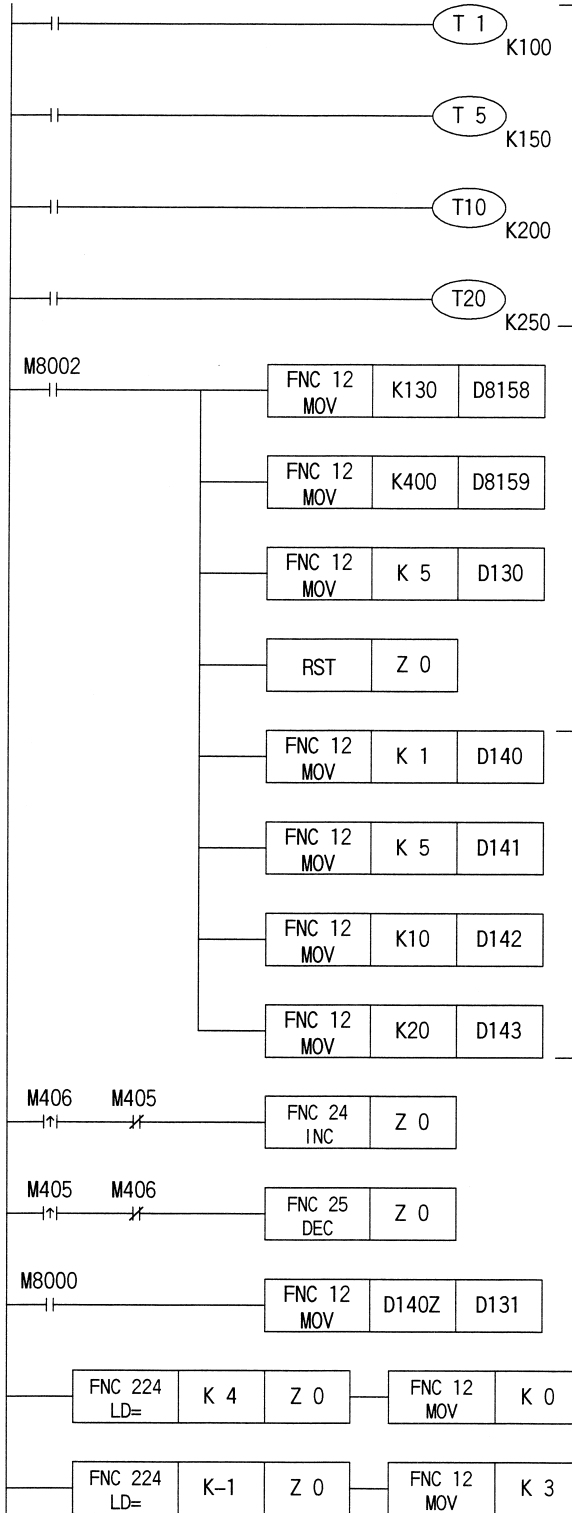 T 1
K100
T 5
K150
T10
K200
T20
K250
M8002
FNC 12
MOV K130 D8158
FNC 12
MOV K400 D8159
FNC 12
MOV K 5 D130
RST Z 0
FNC 12
MOV K 1 D140
FNC 12
MOV K 5 D141
FNC 12
MOV K10 D142
FNC 12
MOV K20 D143
M406 M405
FNC 24
INC Z 0
M405 M406
FNC 25
DEC Z 0
M8000
FNC 12
MOV D140Z D131
FNC 224
LD= K 4 Z 0 FNC 12
MOV K 0
FNC 224
LD= K-1 Z 0 FNC 12
MOV K 3